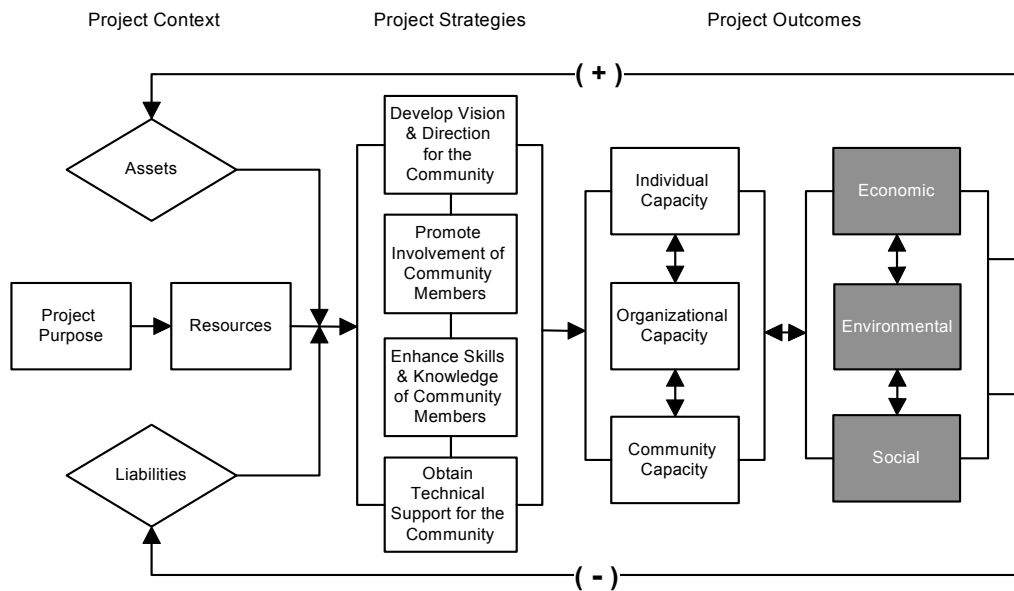 Project Context
Project Strategies
Project Outcomes
( + )
Assets
Project
Purpose
Resources
Liabilities
Develop Vision
& Direction
for the
Community
Promote
Involvement of
Community
Members
Enhance Skills
& Knowledge
of Community
Members
Obtain
Technical
Support for the
Community
Individual
Capacity
Organizational
Capacity
Community
Capacity
Economic
Environmental
Social
( - )